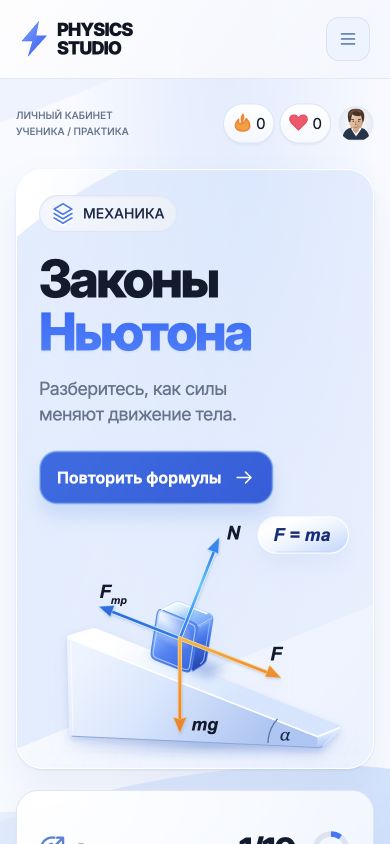 PHYSICS
STUDIO
ЛИЧНЫЙ КАБИНЕТ
УЧЕНИКА / ПРАКТИКА
0
0
МЕХАНИКА
Законы
Ньютона
Разберитесь, как силы
меняют движение тела.
Повторить формулы
N
F = ma
Fтр
F
mg
α